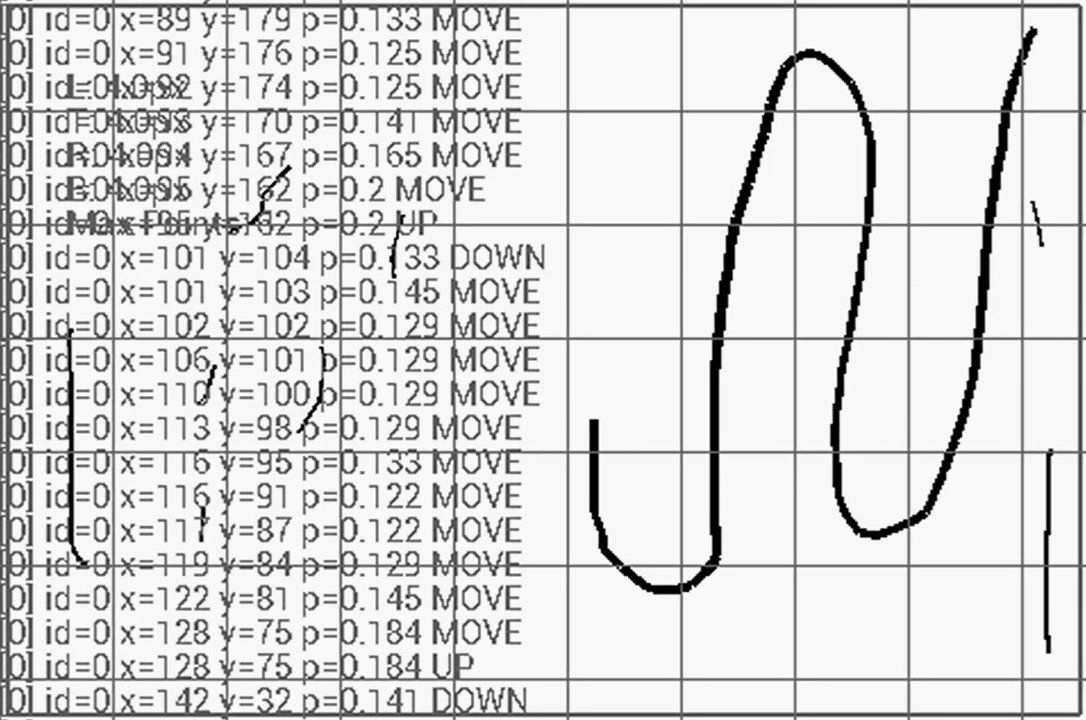 [0] id=0 x=89 y=179 p=0.133 MOVE
[0] id=0 x=91 y=176 p=0.125 MOVE
[0] y=174 p=0.125 MOVE
[0] y=170 p=0.141 MOVE
[0] y=167 p=0.165 MOVE
[0] y=162 p=0.2 MOVE
[0] p=0.2 UP
[0] id=0 x=101 y=104 p=0.133 DOWN
[0] id=0 x=101 y=103 p=0.145 MOVE
[0] id=0 x=102 y=102 p=0.129 MOVE
[0] id=0 x=106 y=101 p=0.129 MOVE
[0] id=0 x=110 y=100 p=0.129 MOVE
[0] id=0 x=113 y=98 p=0.129 MOVE
[0] id=0 x=116 y=95 p=0.133 MOVE
[0] id=0 x=116 y=91 p=0.122 MOVE
[0] id=0 x=117 y=87 p=0.122 MOVE
[0] id=0 x=119 y=84 p=0.129 MOVE
[0] id=0 x=122 y=81 p=0.145 MOVE
[0] id=0 x=128 y=75 p=0.184 MOVE
[0] id=0 x=128 y=75 p=0.184 UP
[0] id=0 x=142 y=32 p=0.141 DOWN